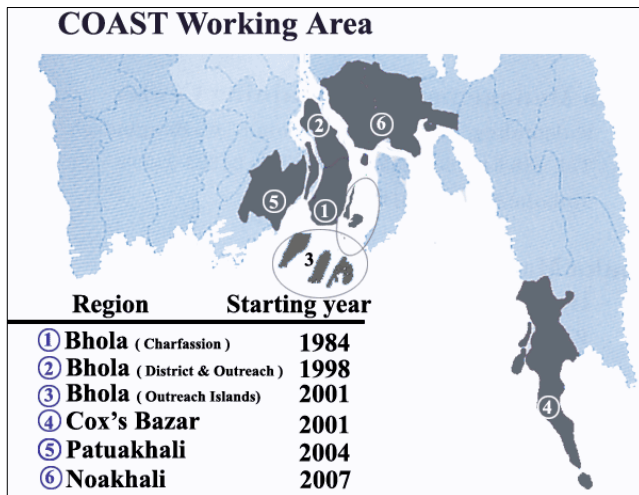 COAST Working Area
2
6
5
1
3
4
Region Starting year
1 Bhola ( Charfassion ) 1984
2 Bhola ( District & Outreach ) 1998
3 Bhola (Outreach Islands) 2001
4 Cox's Bazar 2001
5 Patuakhali 2004
6 Noakhali 2007